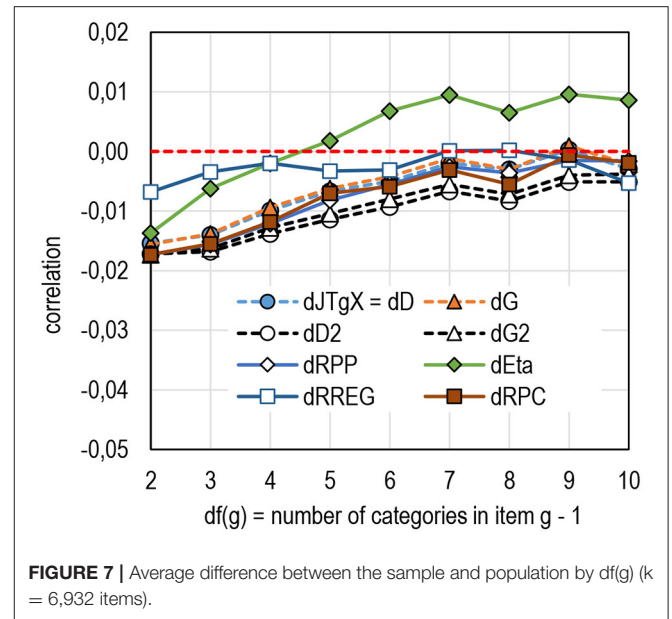 0,02
0,01
0,00
-0,01
-0,02
-0,03
-0,04
-0,05
correlation
dJTgX = dD dG
dD2 dG2
dRPP dEta
dRREG dRPC
2 3 4 5 6 7 8 9 10
df(g) = number of categories in item g - 1
FIGURE 7 | Average difference between the sample and population by df(g) (k
= 6,932 items).